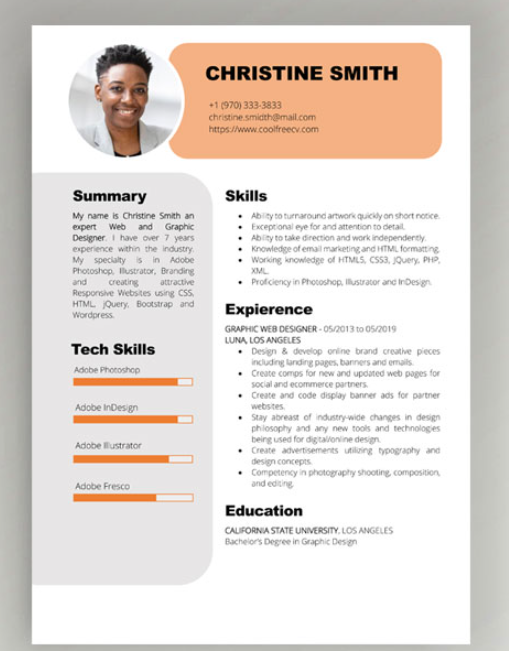 CHRISTINE SMITH
+1 (970) 333-3833
christine.smidth@mail.com
https://www.coolfreecv.com
Summary
My name is Christine Smith an
expert Web and Graphic
Designer. I have over 7 years
experience within the industry.
My specialty is in Adobe
Photoshop, Illustrator, Branding
and creating attractive
Responsive Websites using CSS,
HTML, jQuery, Bootstrap and
Wordpress.
Tech Skills
Adobe Photoshop
Adobe InDesign
Adobe Illustrator
Adobe Fresco
Skills
• Ability to turnaround artwork quickly on short notice.
• Exceptional eye for and attention to detail.
• Ability to take direction and work independently.
• Knowledge of email marketing and HTML formatting.
• Working knowledge of HTML5, CSS3, jQuery, PHP,
XML.
• Proficiency in Photoshop, Illustrator and InDesign.
Expierence
GRAPHIC WEB DESIGNER - 05/2013 to 05/2019
LUNA, LOS ANGELES
• Design & develop online brand creative pieces
including landing pages, banners and emails.
• Create comps for new and updated web pages for
social and ecommerce partners.
• Create and code display banner ads for partner
websites.
• Stay abreast of industry-wide changes in design
philosophy and any new tools and technologies
being used for digital/online design.
• Create advertisements utilizing typography and
design concepts.
• Competency in photography shooting, composition,
and editing.
Education
CALIFORNIA STATE UNIVERSITY, LOS ANGELES
Bachelor's Degree in Graphic Design